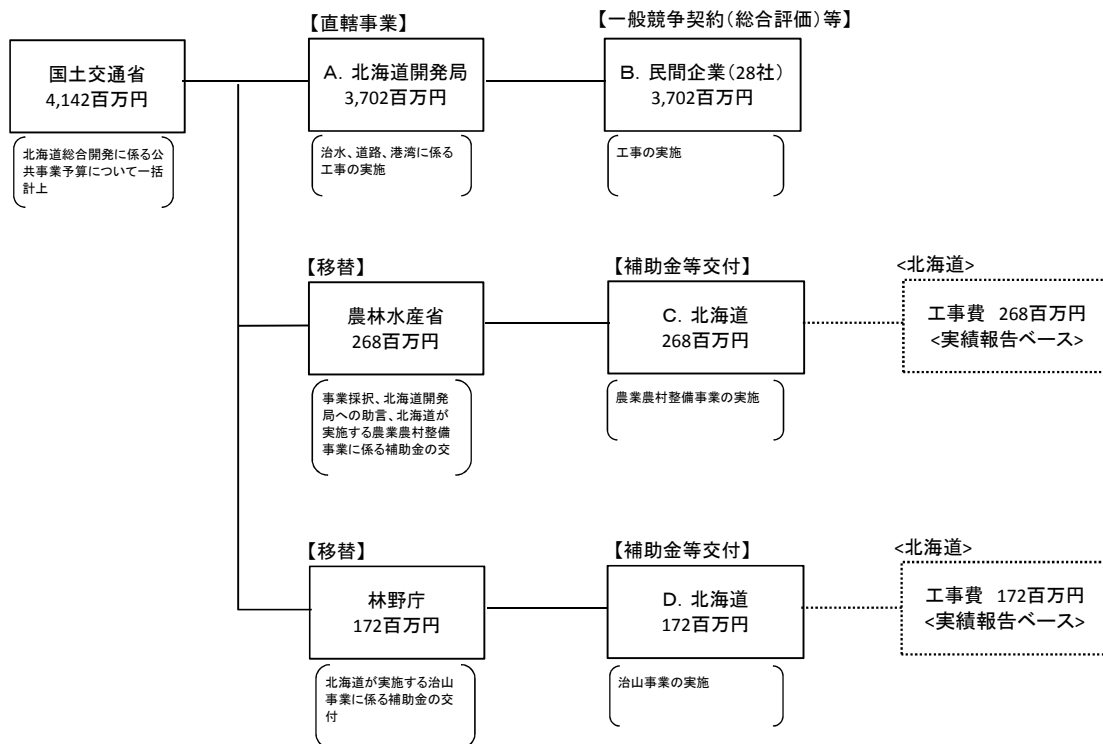 【直轄事業】
【一般競争契約（総合評価）等】
国土交通省
4,142百万円
A．北海道開発局
3,702百万円
B．民間企業（28社）
3,702百万円
北海道総合開発に係る公
共事業予算について一括
計上
治水、道路、港湾に係る
工事の実施
工事の実施
【移替】
【補助金等交付】
<北海道>
農林水産省
268百万円
C．北海道
268百万円
工事費 268百万円
<実績報告ベース>
事業採択、北海道開発
局への助言、北海道が
実施する農業農村整備
事業に係る補助金の交
農業農村整備事業の実施
【移替】
【補助金等交付】
<北海道>
林野庁
172百万円
D．北海道
172百万円
工事費 172百万円
<実績報告ベース>
北海道が実施する治山
事業に係る補助金の交
付
治山事業の実施